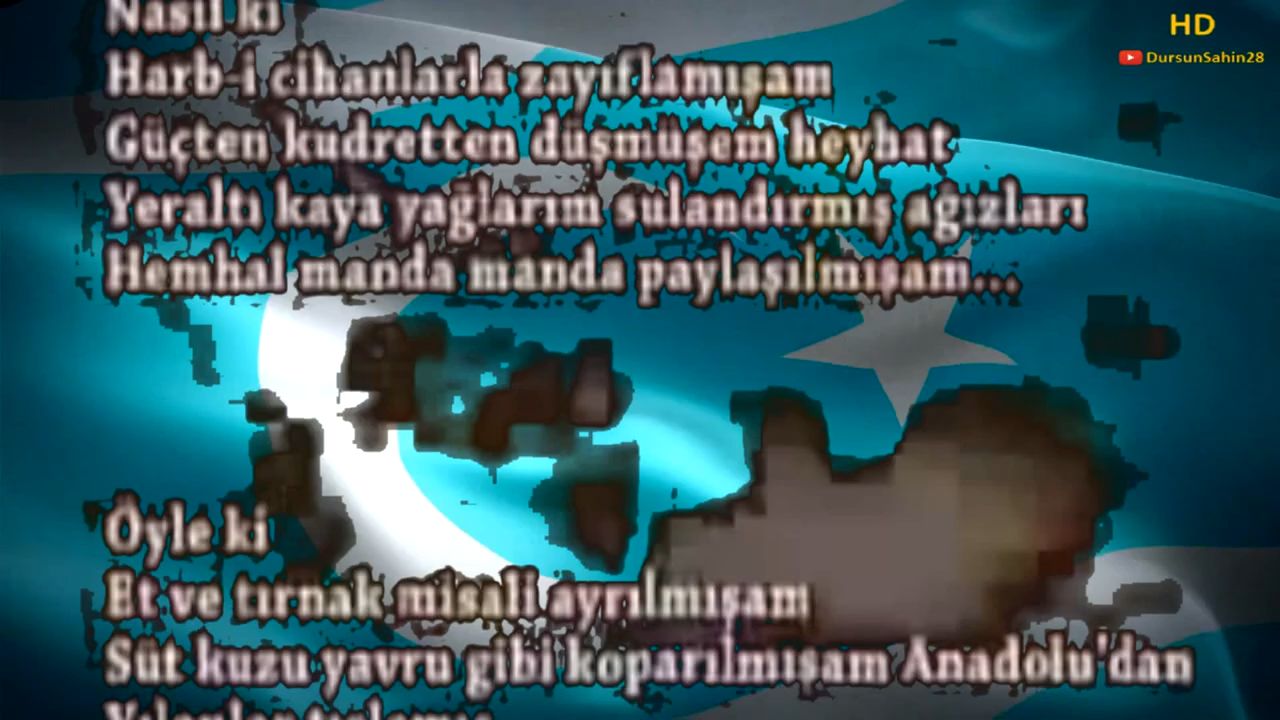 HD
DursunSahin28
Nasıl ki
Harb-i cihanlarla zayıflamışam
Güçten kudretten düşmüşem heyhat
Yeraltı kaya yağlarım sulandırmış ağızları
Hemhal manda manda paylaşılmışam...
Öyle ki
Et ve tırnak misali ayrılmışam
Süt kuzu yavru gibi koparılmışam Anadolu'dan